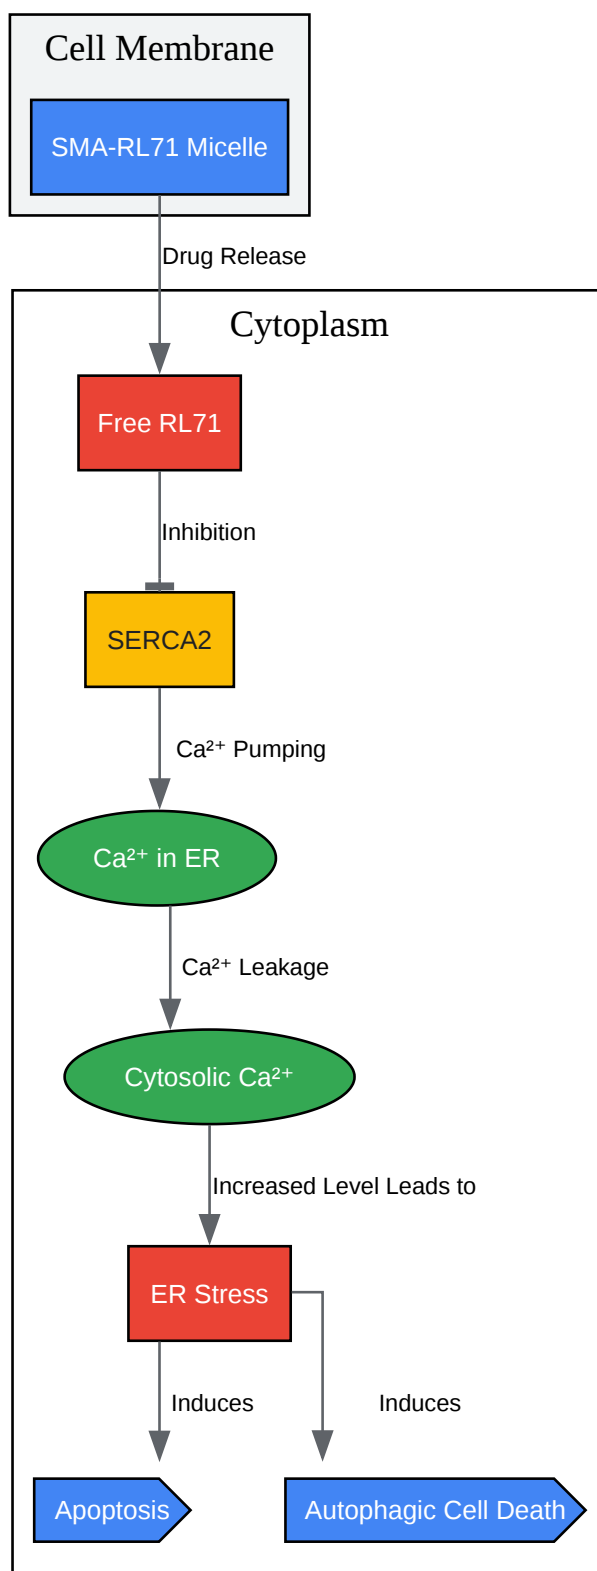 Cell Membrane
SMA-RL71 Micelle
Drug Release
Cytoplasm
Free RL71
Inhibition
SERCA2
Ca²⁺ Pumping
Ca²⁺ in ER
Ca²⁺ Leakage
Cytosolic Ca²⁺
Increased Level Leads to
ER Stress
Induces
Induces
Apoptosis
Autophagic Cell Death